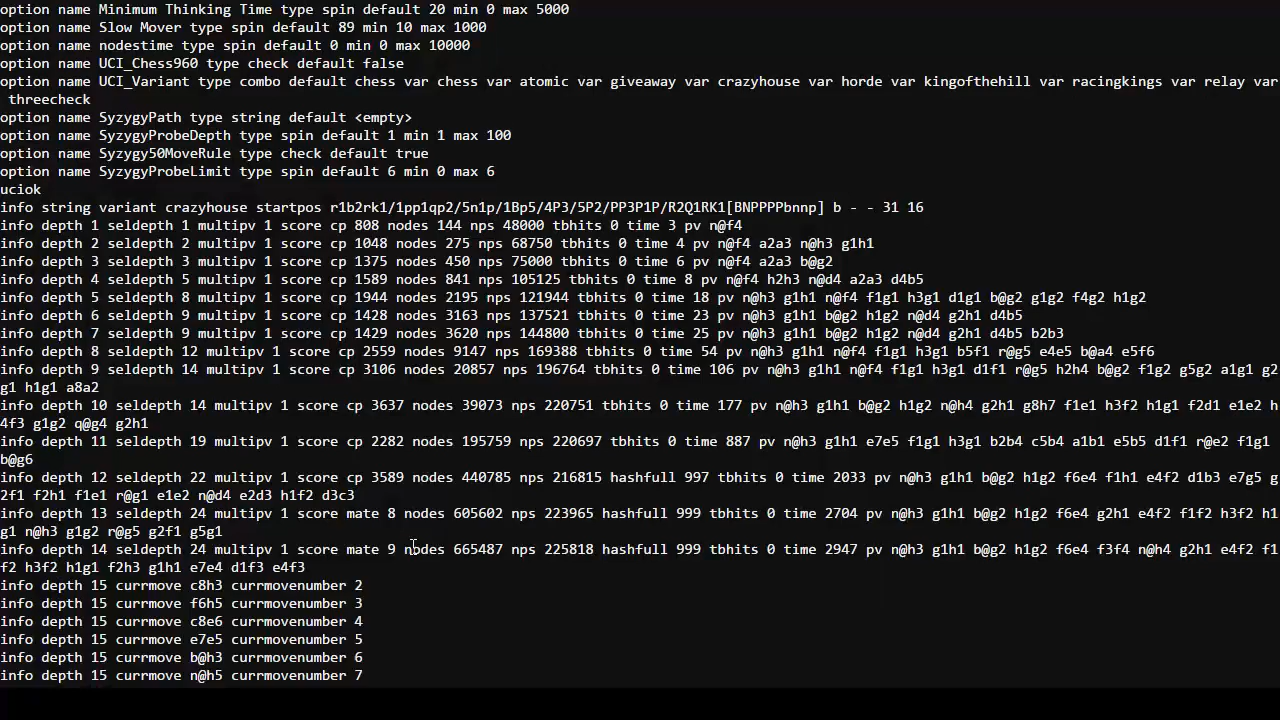 option name Minimum Thinking Time type spin default 20 min 0 max 5000
option name Slow Mover type spin default 89 min 10 max 1000
option name nodestime type spin default 0 min 0 max 10000
option name UCI_Chess960 type check default false
option name UCI_Variant type combo default chess var chess var atomic var giveaway var crazyhouse var horde var kingofthehill var racingkings var relay var
threecheck
option name SyzygyPath type string default <empty>
option name SyzygyProbeDepth type spin default 1 min 1 max 100
option name Syzygy50MoveRule type check default true
option name SyzygyProbeLimit type spin default 6 min 0 max 6
uciok
info string variant crazyhouse startpos r1b2rk1/1pp1qp2/5n1p/1Bp5/4P3/5P2/PP3P1P/R2Q1RK1[BNPPPPbnnp] b - - 31 16
info depth 1 seldepth 1 multipv 1 score cp 808 nodes 144 nps 48000 tbhits 0 time 3 pv n@f4
info depth 2 seldepth 2 multipv 1 score cp 1048 nodes 275 nps 68750 tbhits 0 time 4 pv n@f4 a2a3 n@h3 g1h1
info depth 3 seldepth 3 multipv 1 score cp 1375 nodes 450 nps 75000 tbhits 0 time 6 pv n@f4 a2a3 b@g2
info depth 4 seldepth 4 multipv 1 score cp 1589 nodes 841 nps 105125 tbhits 0 time 8 pv n@f4 h2h3 n@d4 a2a3 d4b5
info depth 5 seldepth 8 multipv 1 score cp 1944 nodes 2195 nps 121944 tbhits 0 time 18 pv n@h3 g1h1 n@f4 f1g1 h3g1 d1g1 b@g2 g1g2 f4g2 h1g2
info depth 6 seldepth 9 multipv 1 score cp 1428 nodes 3163 nps 137521 tbhits 0 time 23 pv n@h3 g1h1 b@g2 h1g2 n@d4 g2h1 d4b5
info depth 7 seldepth 9 multipv 1 score cp 1429 nodes 3620 nps 144800 tbhits 0 time 25 pv n@h3 g1h1 b@g2 h1g2 n@d4 g2h1 d4b5 b2b3
info depth 8 seldepth 12 multipv 1 score cp 2559 nodes 9147 nps 169388 tbhits 0 time 54 pv n@h3 g1h1 n@f4 f1g1 h3g1 b5f1 r@g5 e4e5 b@a4 e5f6
info depth 9 seldepth 14 multipv 1 score cp 3106 nodes 20857 nps 196764 tbhits 0 time 106 pv n@h3 g1h1 n@f4 f1g1 h3g1 d1f1 r@g5 h2h4 b@g2 f1g2 g5g2 a1g1 g2
g1 h1g1 a8a2
info depth 10 seldepth 14 multipv 1 score cp 3637 nodes 39073 nps 220751 tbhits 0 time 177 pv n@h3 g1h1 b@g2 h1g2 n@h4 g2h1 g8h7 f1e1 h3f2 h1g1 f2d1 e1e2 h
4f3 g1g2 q@g4 g2h1
info depth 11 seldepth 19 multipv 1 score cp 2282 nodes 195759 nps 220697 tbhits 0 time 887 pv n@h3 g1h1 e7e5 f1g1 h3g1 b2b4 c5b4 a1b1 e5b5 d1f1 r@e2 f1g1
b@g6
info depth 12 seldepth 22 multipv 1 score cp 3589 nodes 440785 nps 216815 hashfull 997 tbhits 0 time 2033 pv n@h3 g1h1 b@g2 h1g2 f6e4 f1h1 e4f2 d1b3 e7g5 g
2f1 f2h1 f1e1 r@g1 e1e2 n@d4 e2d3 h1f2 d3c3
info depth 13 seldepth 24 multipv 1 score mate 8 nodes 605602 nps 223965 hashfull 999 tbhits 0 time 2704 pv n@h3 g1h1 b@g2 h1g2 f6e4 g2h1 e4f2 f1f2 h3f2 h1
g1 n@h3 g1g2 r@g5 g2f1 g5g1
info depth 14 seldepth 24 multipv 1 score mate 9 nodes 665487 nps 225818 hashfull 999 tbhits 0 time 2947 pv n@h3 g1h1 b@g2 h1g2 f6e4 f3f4 n@h4 g2h1 e4f2 f1
f2 h3f2 h1g1 f2h3 g1h1 e7e4 d1f3 e4f3
info depth 15 currmove c8h3 currmovenumber 2
info depth 15 currmove f6h5 currmovenumber 3
info depth 15 currmove c8e6 currmovenumber 4
info depth 15 currmove e7e5 currmovenumber 5
info depth 15 currmove b@h3 currmovenumber 6
info depth 15 currmove n@h5 currmovenumber 7